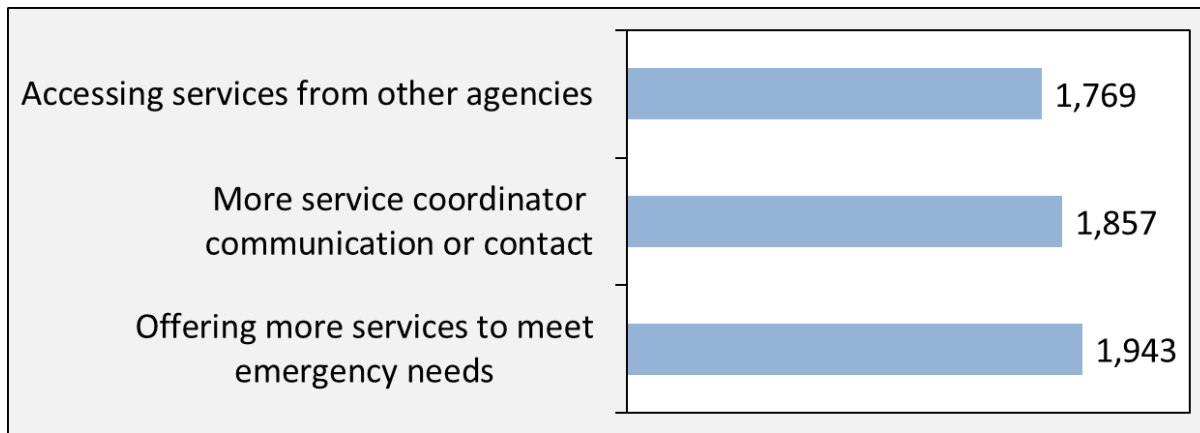 Accessing services from other agencies
1,769
More service coordinator
communication or contact
1,857
Offering more services to meet
emergency needs
1,943